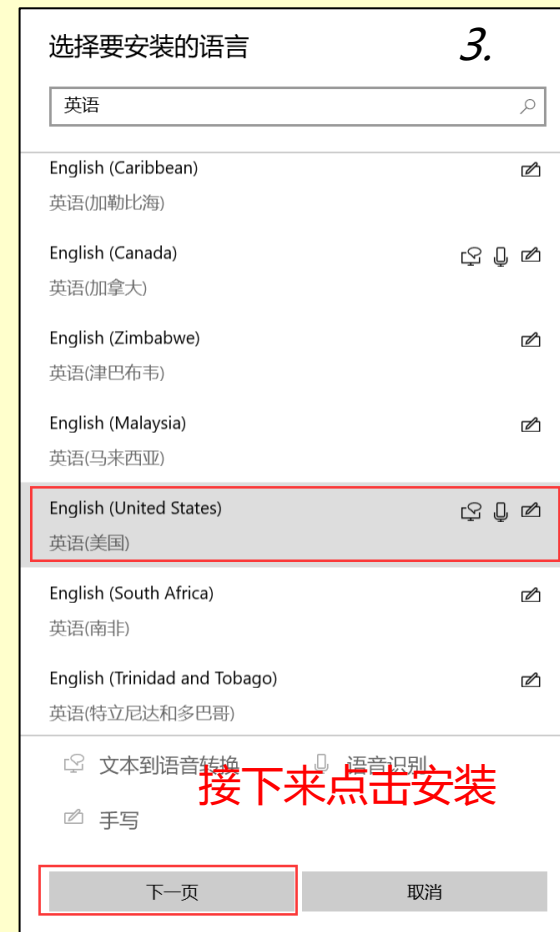 选择要安装的语言
3.
英语
English (Caribbean)
英语(加勒比海)
English (Canada)
英语(加拿大)
English (Zimbabwe)
英语(津巴布韦)
English (Malaysia)
英语(马来西亚)
English (United States)
英语(美国)
English (South Africa)
英语(南非)
English (Trinidad and Tobago)
英语(特立尼达和多巴哥)
文本到语音转换 语音识别
接下来点击安装
手写
下一页 取消